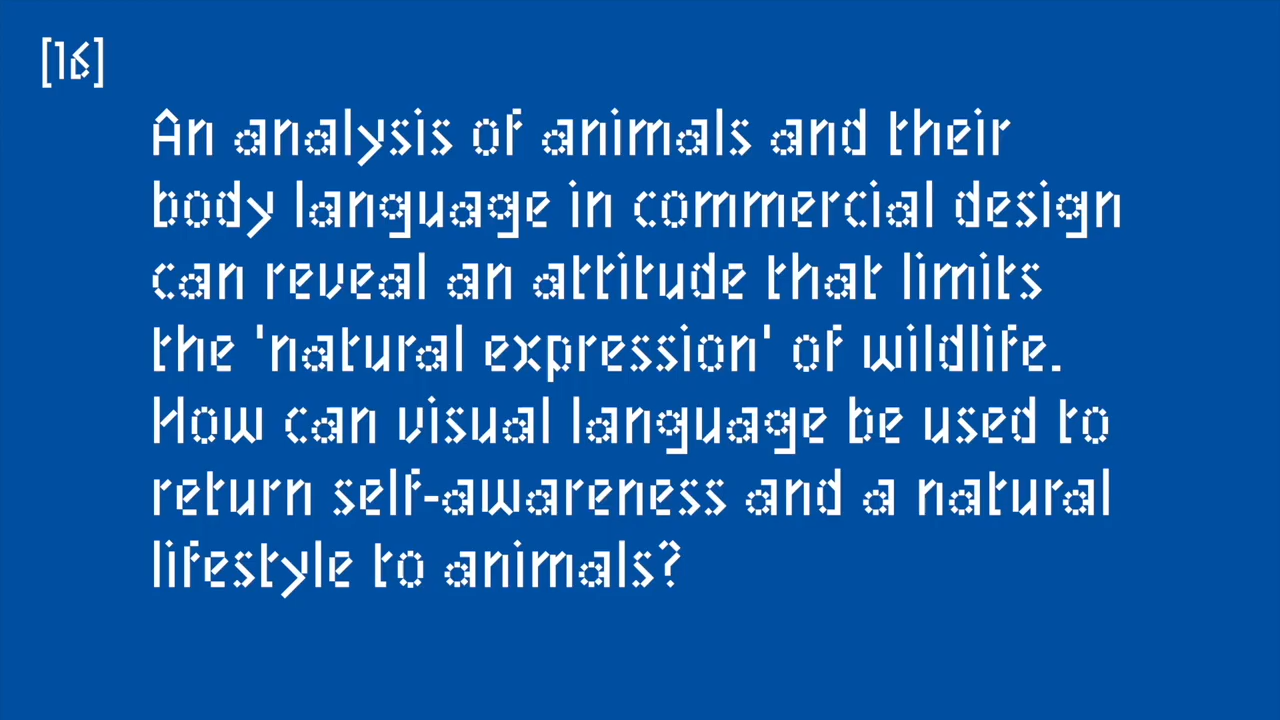 [16]
An analysis of animals and their
body language in commercial design
can reveal an attitude that limits
the 'natural expression' of wildlife.
How can visual language be used to
return self-awareness and a natural
lifestyle to animals?